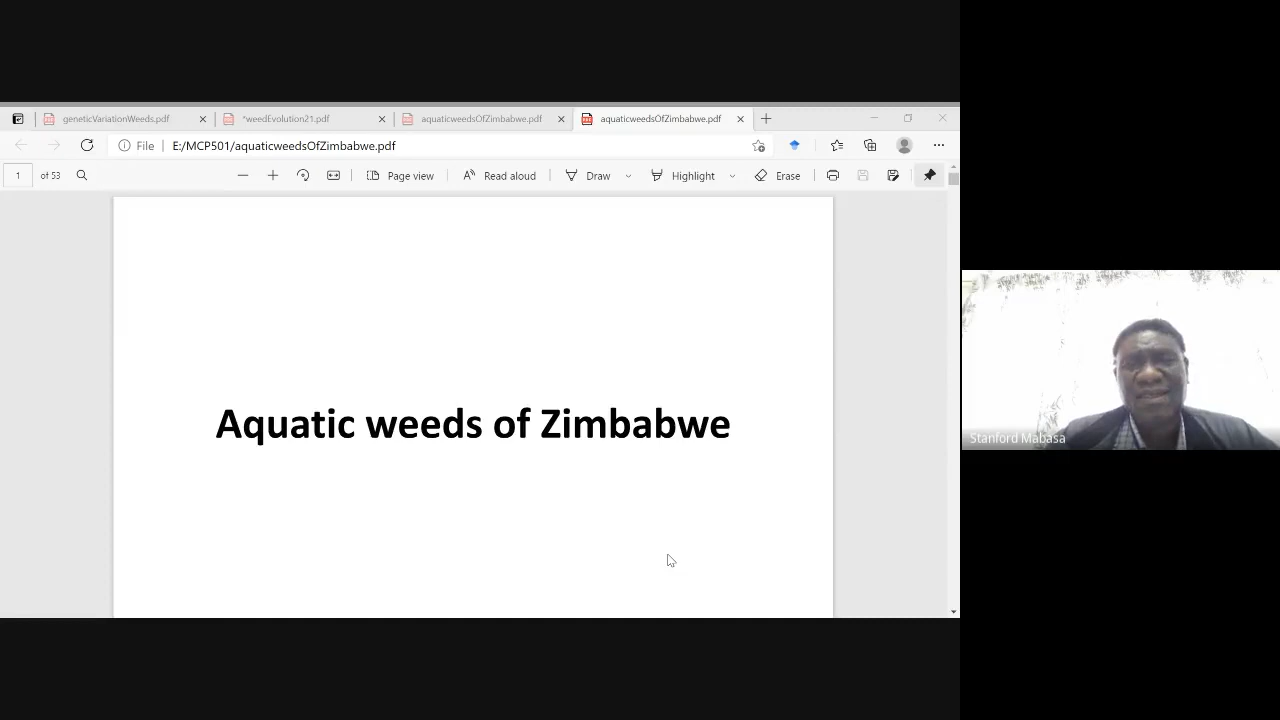 geneticVariationWeeds.pdf
*weedEvolution21.pdf
aquaticweedsOfZimbabwe.pdf
aquaticweedsOfZimbabwe.pdf
File
E:/MCP501/aquaticweedsOfZimbabwe.pdf
1 of 53
Page view
Read aloud
Draw
Highlight
Erase
Aquatic weeds of Zimbabwe
Stanford Mabasa